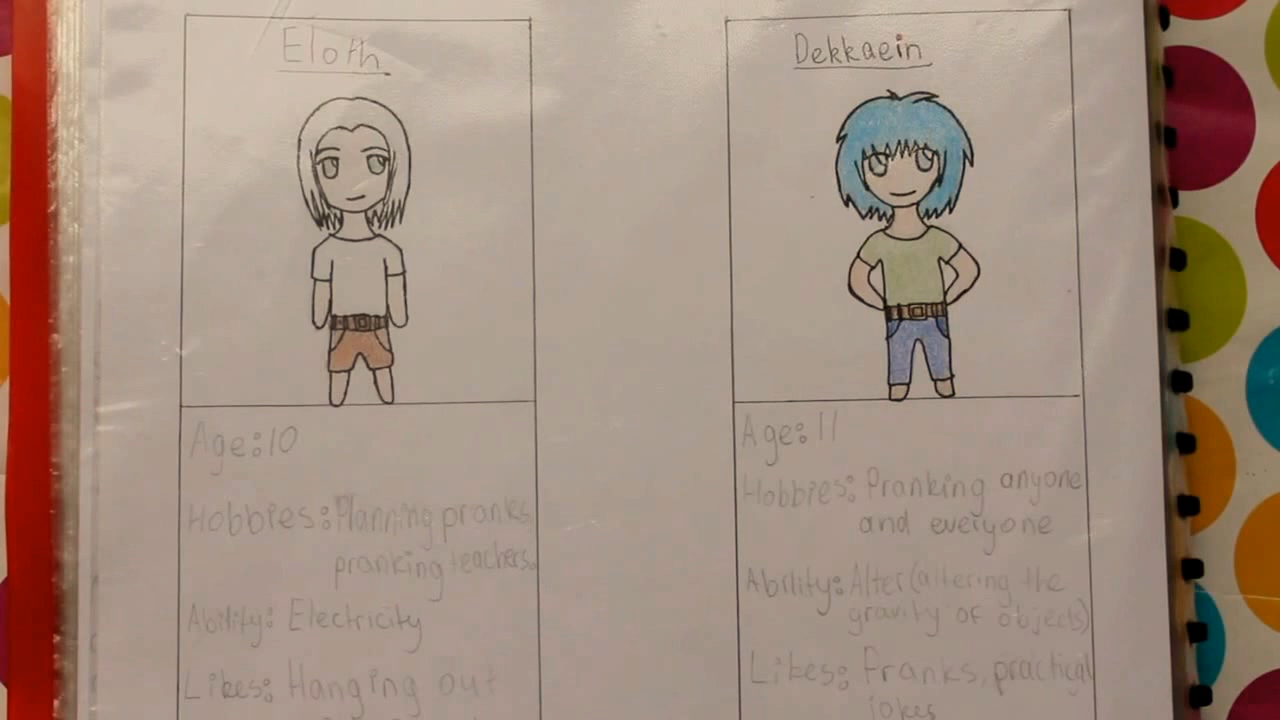 Eloth
Age: 10
Hobbies: Planning pranks,
pranking teachers.
Ability: Electricity
Likes: Hanging out
Dekkaein
Age: 11
Hobbies: Pranking anyone
and everyone
Ability: Alter (altering the
gravity of objects)
Likes: Pranks, practical
jokes